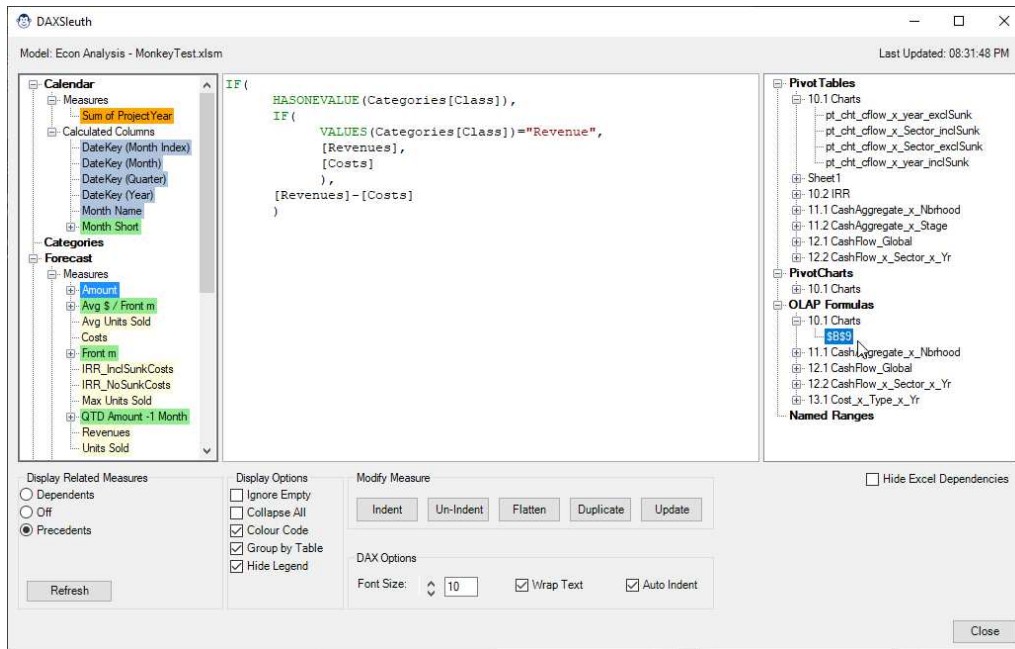 DAXSleuth
Model: Econ Analysis - MonkeyTest.xlsm
Last Updated: 08:31:48 PM
Calendar
Measures
Sum of ProjectYear
Calculated Columns
DateKey (Month Index)
DateKey (Month)
DateKey (Quarter)
DateKey (Year)
Month Name
Month Short
Categories
Forecast
Measures
Amount
Avg $ / Front m
Avg Units Sold
Costs
Front m
IRR_InclSunkCosts
IRR_NoSunkCosts
Max Units Sold
QTD Amount -1 Month
Revenues
Units Sold
IF(
HASONEVALUE(Categories[Class]),
IF(
VALUES(Categories[Class])="Revenue",
[Revenues],
[Costs]
),
[Revenues]-[Costs]
)
PivotTables
10.1 Charts
pt_cht_cflow_x_year_exclSunk
pt_cht_cflow_x_Sector_inclSunk
pt_cht_cflow_x_Sector_exclSunk
pt_cht_cflow_x_year_inclSunk
Sheet1
10.2 IRR
11.1 CashAggregate_x_Nbrhood
11.2 CashAggregate_x_Stage
12.1 CashFlow_Global
12.2 CashFlow_x_Sector_x_Yr
PivotCharts
10.1 Charts
OLAP Formulas
10.1 Charts
$B$9
11.1 CashAggregate_x_Nbrhood
12.1 CashFlow_Global
12.2 CashFlow_x_Sector_x_Yr
13.1 Cost_x_Type_x_Yr
Named Ranges
Display Related Measures
Dependents
Off
Precedents
Refresh
Display Options
Ignore Empty
Collapse All
Colour Code
Group by Table
Hide Legend
Modify Measure
Indent
Un-Indent
Flatten
Duplicate
Update
DAX Options
Font Size:
10
Wrap Text
Auto Indent
Hide Excel Dependencies
Close